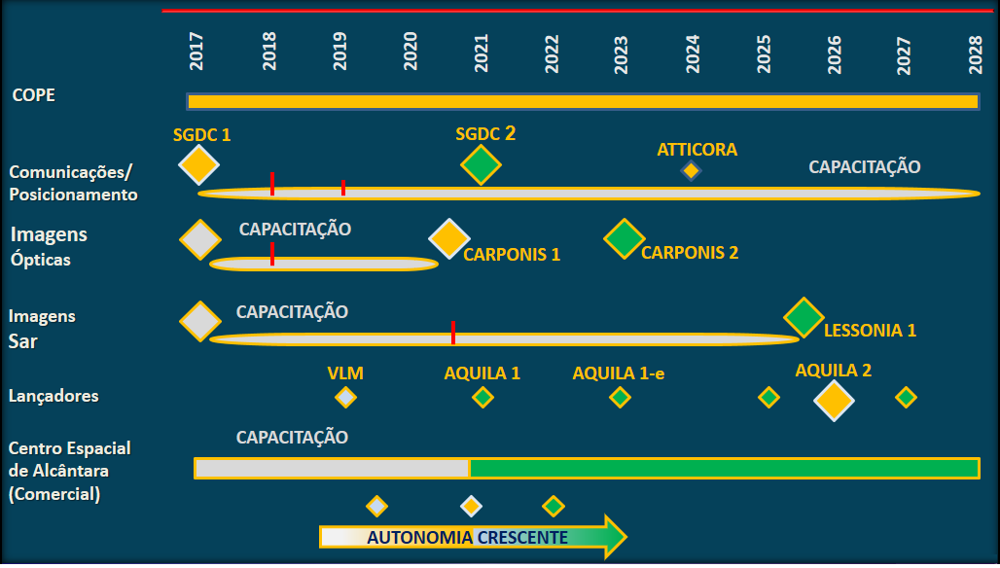 2017 2018 2019 2020 2021 2022 2023 2024 2025 2026 2027 2028
COPE
SGDC 1 SGDC 2 ATTICORA
Comunicações/
Posicionamento
CAPACITAÇÃO
Imagens
Ópticas
CAPACITAÇÃO
CARPONIS 1 CARPONIS 2
Imagens
Sar
CAPACITAÇÃO
LESSONIA 1
VLM AQUILA 1 AQUILA 1-e AQUILA 2
Lançadores
CAPACITAÇÃO
Centro Espacial
de Alcântara
(Comercial)
AUTONOMIA CRESCENTE